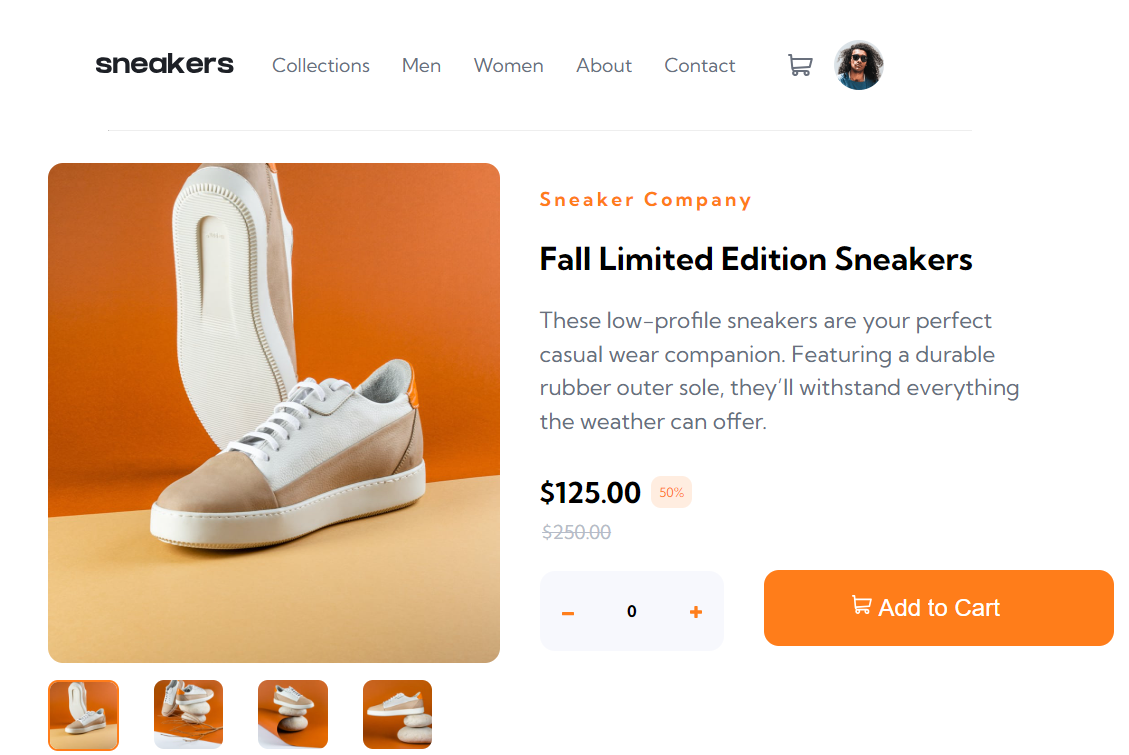 sneakers
Collections
Men
Women
About
Contact
Sneaker Company
Fall Limited Edition Sneakers
These low-profile sneakers are your perfect
casual wear companion. Featuring a durable
rubber outer sole, they’ll withstand everything
the weather can offer.
$125.00 50%
$250.00
0
Add to Cart